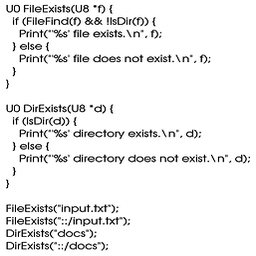 U0 FileExists(U8 *f) {
  if (FileFind(f) && !IsDir(f)) {
    Print("'%s' file exists.\n", f);
  } else {
    Print("'%s' file does not exist.\n", f);
  }
}

U0 DirExists(U8 *d) {
  if (IsDir(d)) {
    Print("'%s' directory exists.\n", d);
  } else {
    Print("'%s' directory does not exist.\n", d);
  }
}

FileExists("input.txt");
FileExists("::/input.txt");
DirExists("docs");
DirExists("::/docs");